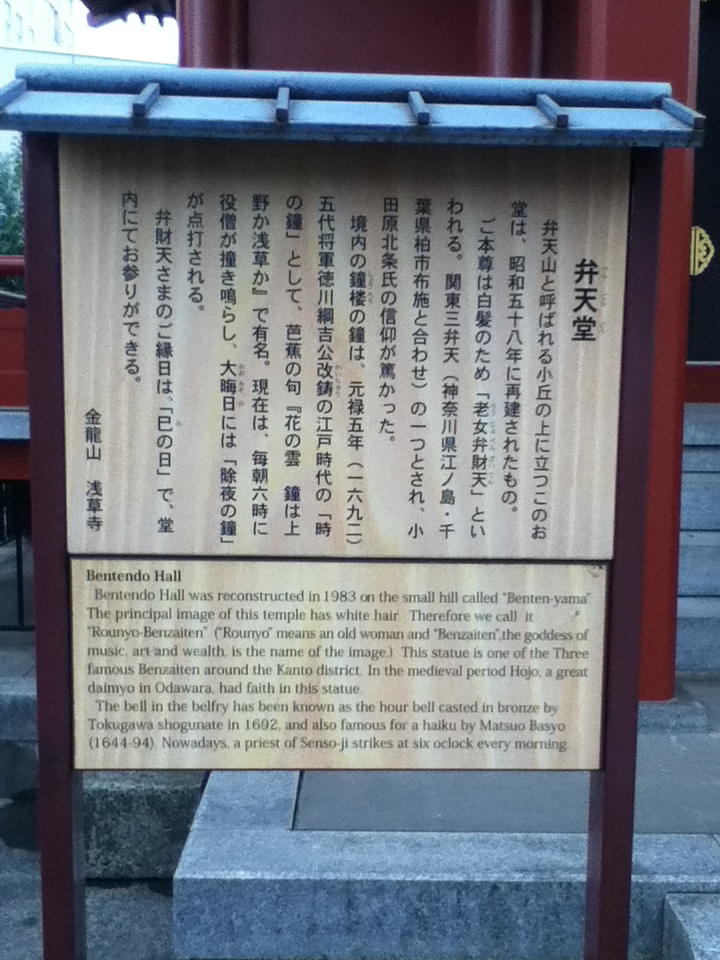 弁天堂
弁天山と呼ばれる小丘の上に立つこのお
堂は、昭和五十八年に再建されたもの。
ご本尊は白髪のため「老女弁財天」とい
われる。関東三弁天（神奈川県江ノ島・千
葉県柏市布施と合わせ）の一つとされ、小
田原北条氏の信仰が篤かった。
境内の鐘楼の鐘は、元禄五年（一六九二）
五代将軍徳川綱吉公改鋳の江戸時代の「時
の鐘」として、芭蕉の句『花の雲　鐘は上
野か浅草か』で有名。現在は、毎朝六時に
役僧が撞き鳴らし、大晦日には「除夜の鐘」
が点打される。
弁財天さまのご縁日は、「巳の日」で、堂
内にてお参りができる。
金龍山　浅草寺
Bentendo Hall
Bentendo Hall was reconstructed in 1983 on the small hill called "Benten-yama".
The principal image of this temple has white hair. Therefore we call it
"Rounyo-Benzaiten" ("Rounyo" means an old woman and "Benzaiten",the goddess of
music, art and wealth, is the name of the image.) This statue is one of the Three
famous Benzaiten around the Kanto district. In the medieval period Hojo, a great
daimyo in Odawara, had faith in this statue.
The bell in the belfry has been known as the hour bell casted in bronze by
Tokugawa shogunate in 1692, and also famous for a haiku by Matsuo Basyo
(1644-94). Nowadays, a priest of Senso-ji strikes at six oclock every morning.